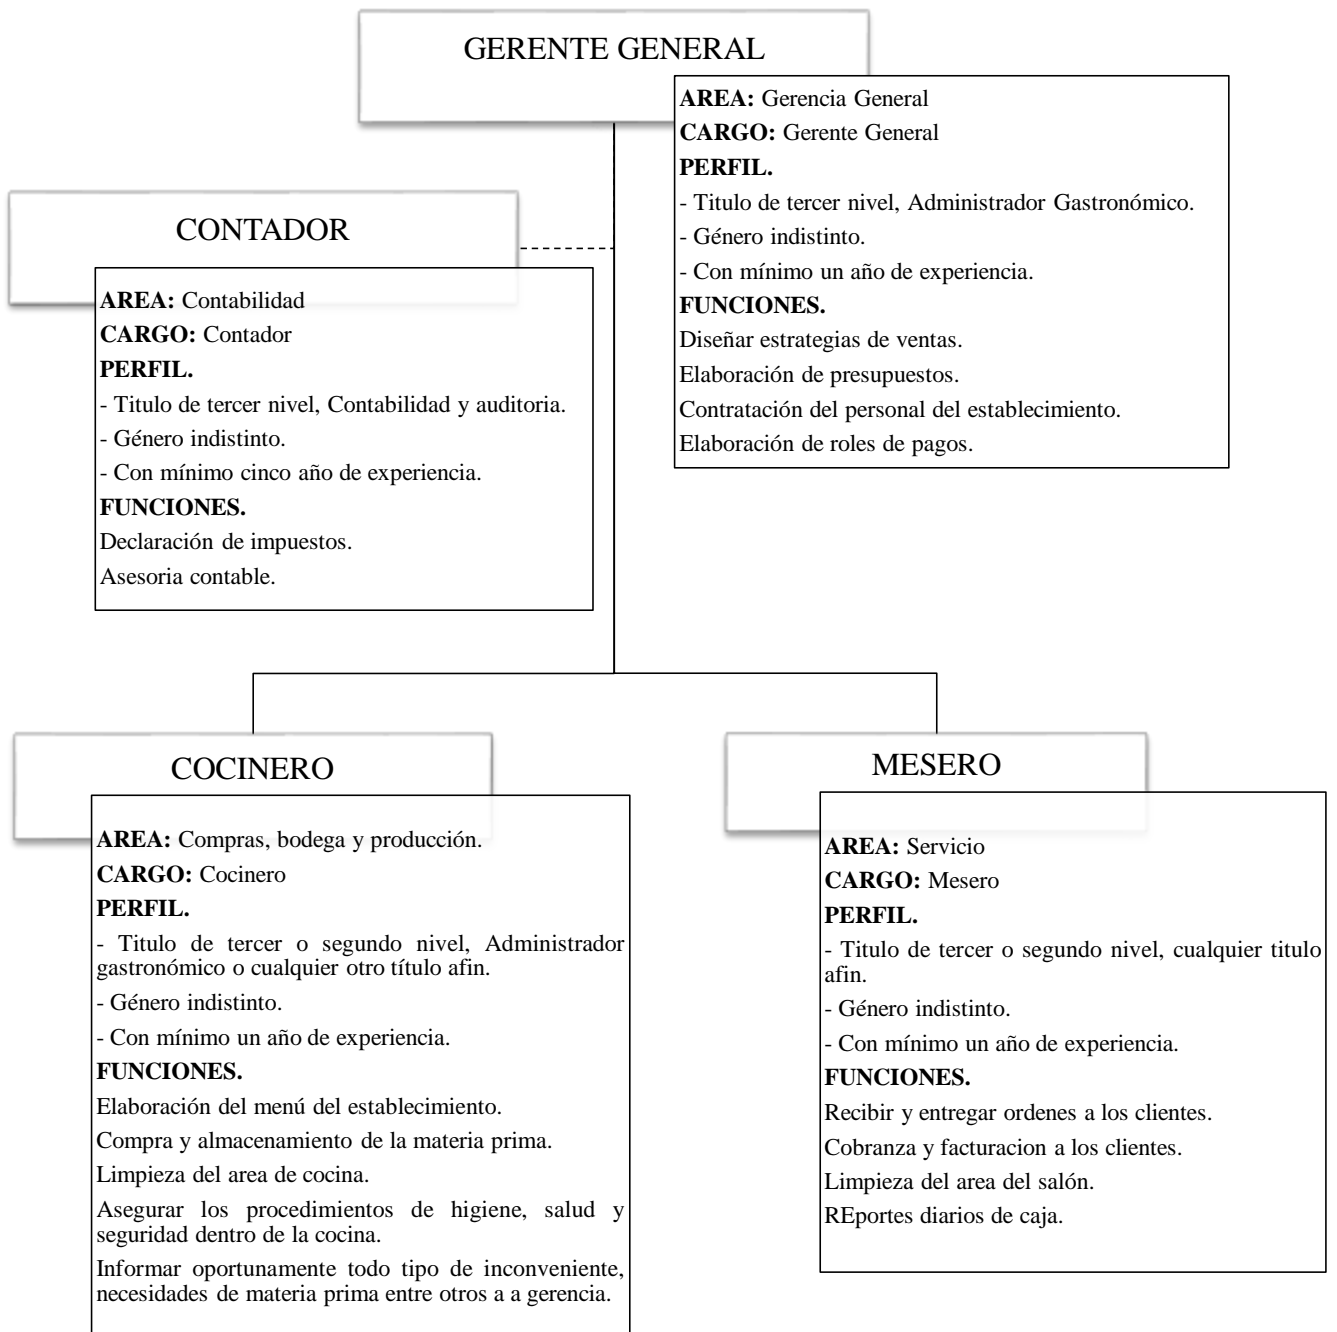 GERENTE GENERAL
AREA: Gerencia General
CARGO: Gerente General
PERFIL.
- Titulo de tercer nivel, Administrador Gastronómico.
- Género indistinto.
- Con mínimo un año de experiencia.
FUNCIONES.
Diseñar estrategias de ventas.
Elaboración de presupuestos.
Contratación del personal del establecimiento.
Elaboración de roles de pagos.
CONTADOR
AREA: Contabilidad
CARGO: Contador
PERFIL.
- Titulo de tercer nivel, Contabilidad y auditoria.
- Género indistinto.
- Con mínimo cinco año de experiencia.
FUNCIONES.
Declaración de impuestos.
Asesoria contable.
COCINERO
AREA: Compras, bodega y producción.
CARGO: Cocinero
PERFIL.
- Titulo de tercer o segundo nivel, Administrador
gastronómico o cualquier otro título afin.
- Género indistinto.
- Con mínimo un año de experiencia.
FUNCIONES.
Elaboración del menú del establecimiento.
Compra y almacenamiento de la materia prima.
Limpieza del area de cocina.
Asegurar los procedimientos de higiene, salud y
seguridad dentro de la cocina.
Informar oportunamente todo tipo de inconveniente,
necesidades de materia prima entre otros a a gerencia.
MESERO
AREA: Servicio
CARGO: Mesero
PERFIL.
- Titulo de tercer o segundo nivel, cualquier titulo
afin.
- Género indistinto.
- Con mínimo un año de experiencia.
FUNCIONES.
Recibir y entregar ordenes a los clientes.
Cobranza y facturacion a los clientes.
Limpieza del area del salón.
REportes diarios de caja.